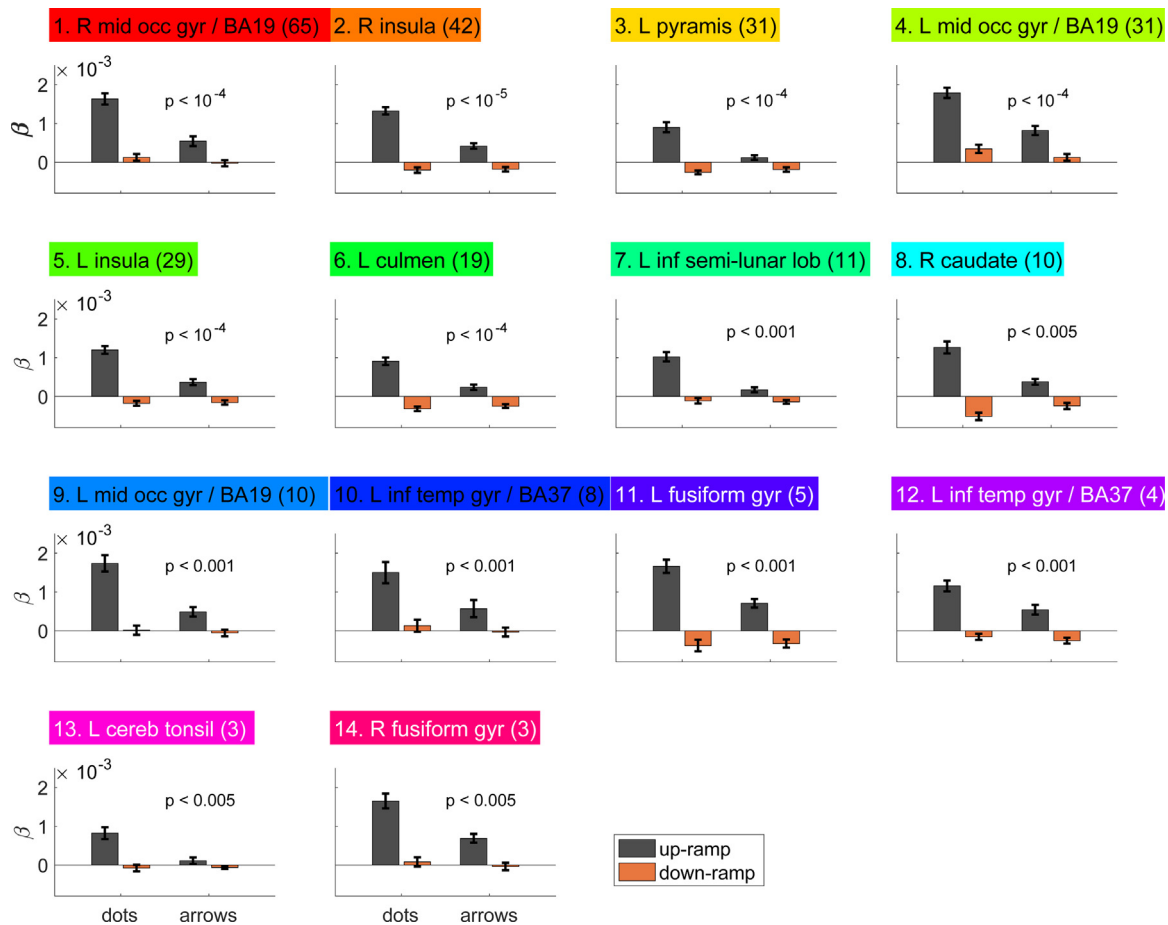 1. R mid occ gyr / BA19 (65)
2. R insula (42)
3. L pyramis (31)
4. L mid occ gyr / BA19 (31)
× 10⁻³
2
1
0
β
p < 10⁻⁴
p < 10⁻⁵
p < 10⁻⁴
p < 10⁻⁴
5. L insula (29)
6. L culmen (19)
7. L inf semi-lunar lob (11)
8. R caudate (10)
× 10⁻³
2
1
0
β
p < 10⁻⁴
p < 10⁻⁴
p < 0.001
p < 0.005
9. L mid occ gyr / BA19 (10)
10. L inf temp gyr / BA37 (8)
11. L fusiform gyr (5)
12. L inf temp gyr / BA37 (4)
× 10⁻³
2
1
0
β
p < 0.001
p < 0.001
p < 0.001
p < 0.001
13. L cereb tonsil (3)
14. R fusiform gyr (3)
× 10⁻³
2
1
0
β
p < 0.005
p < 0.005
dots arrows
dots arrows
up-ramp
down-ramp